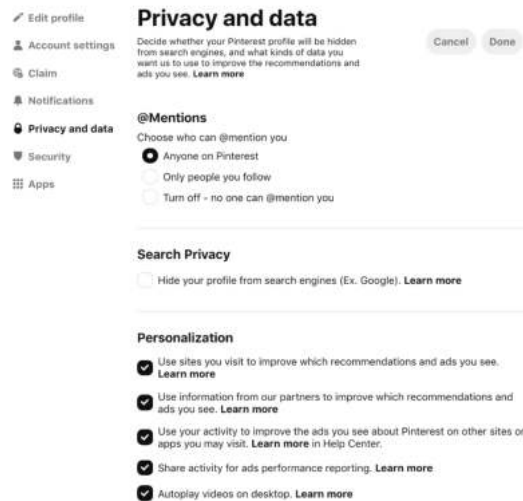 Edit profile
Account settings
Claim
Notifications
Privacy and data
Security
Apps
Privacy and data
Decide whether your Pinterest profile will be hidden
from search engines, and what kinds of data you
want us to use to improve the recommendations and
ads you see. Learn more
Cancel Done
@Mentions
Choose who can @mention you
Anyone on Pinterest
Only people you follow
Turn off - no one can @mention you
Search Privacy
Hide your profile from search engines (Ex. Google). Learn more
Personalization
Use sites you visit to improve which recommendations and ads you see.
Learn more
Use information from our partners to improve which recommendations and
ads you see. Learn more
Use your activity to improve the ads you see about Pinterest on other sites or
apps you may visit. Learn more in Help Center.
Share activity for ads performance reporting. Learn more
Autoplay videos on desktop. Learn more